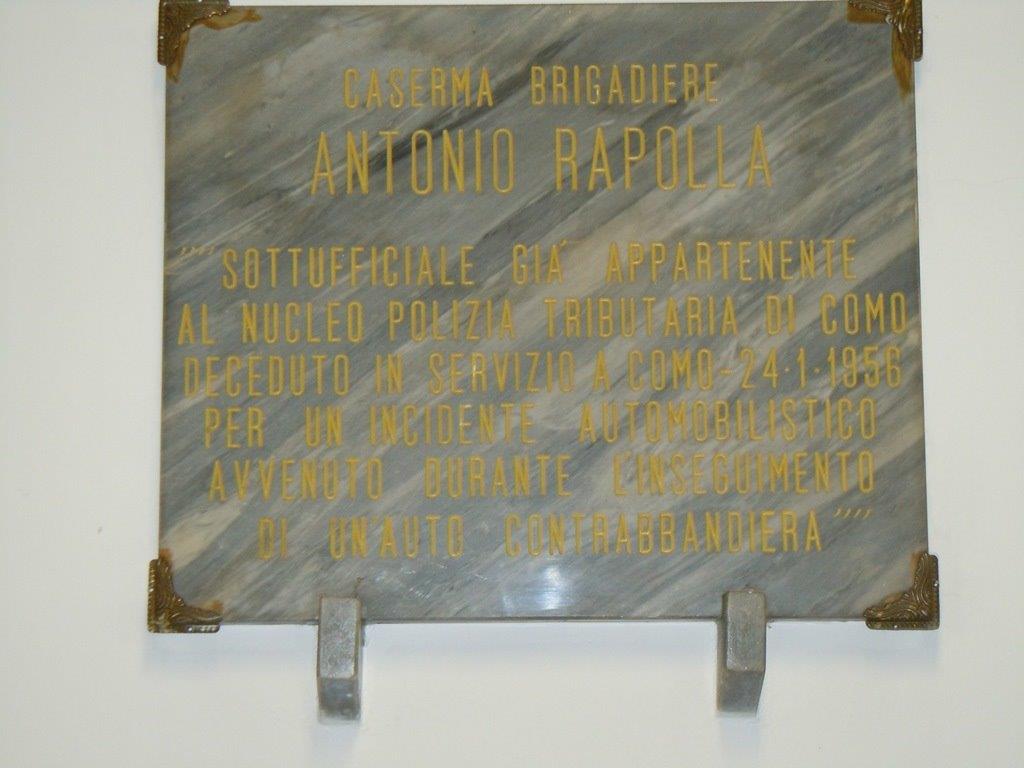 CASERMA BRIGADIERE
ANTONIO RAPOLLA
"" SOTTUFFICIALE GIA' APPARTENENTE
AL NUCLEO POLIZIA TRIBUTARIA DI COMO
DECEDUTO IN SERVIZIO A COMO-24·1·1956
PER UN INCIDENTE AUTOMOBILISTICO
AVVENUTO DURANTE L'INSEGUIMENTO
DI UN'AUTO CONTRABBANDIERA ""